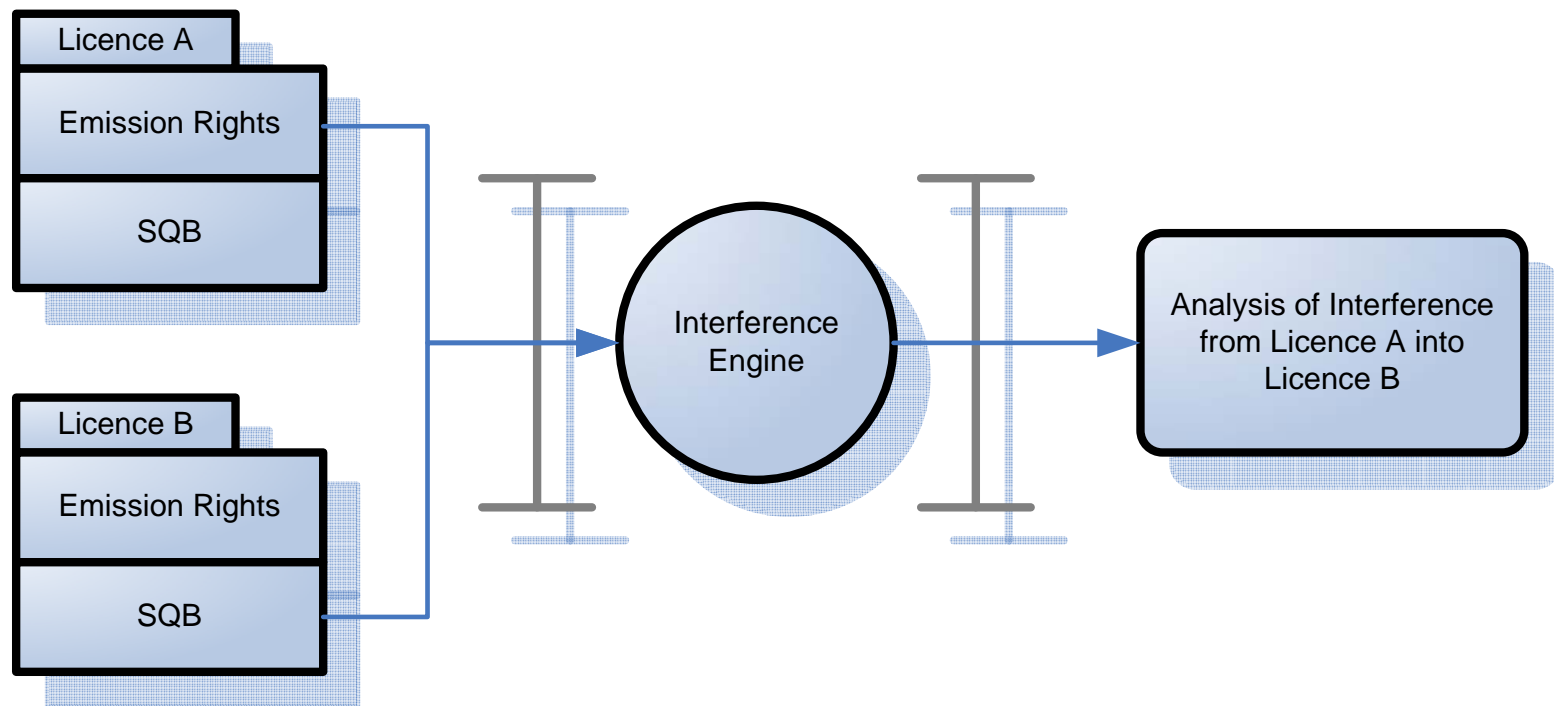 Licence A
Emission Rights
SQB
Licence B
Emission Rights
SQB
Interference
Engine
Analysis of Interference
from Licence A into
Licence B